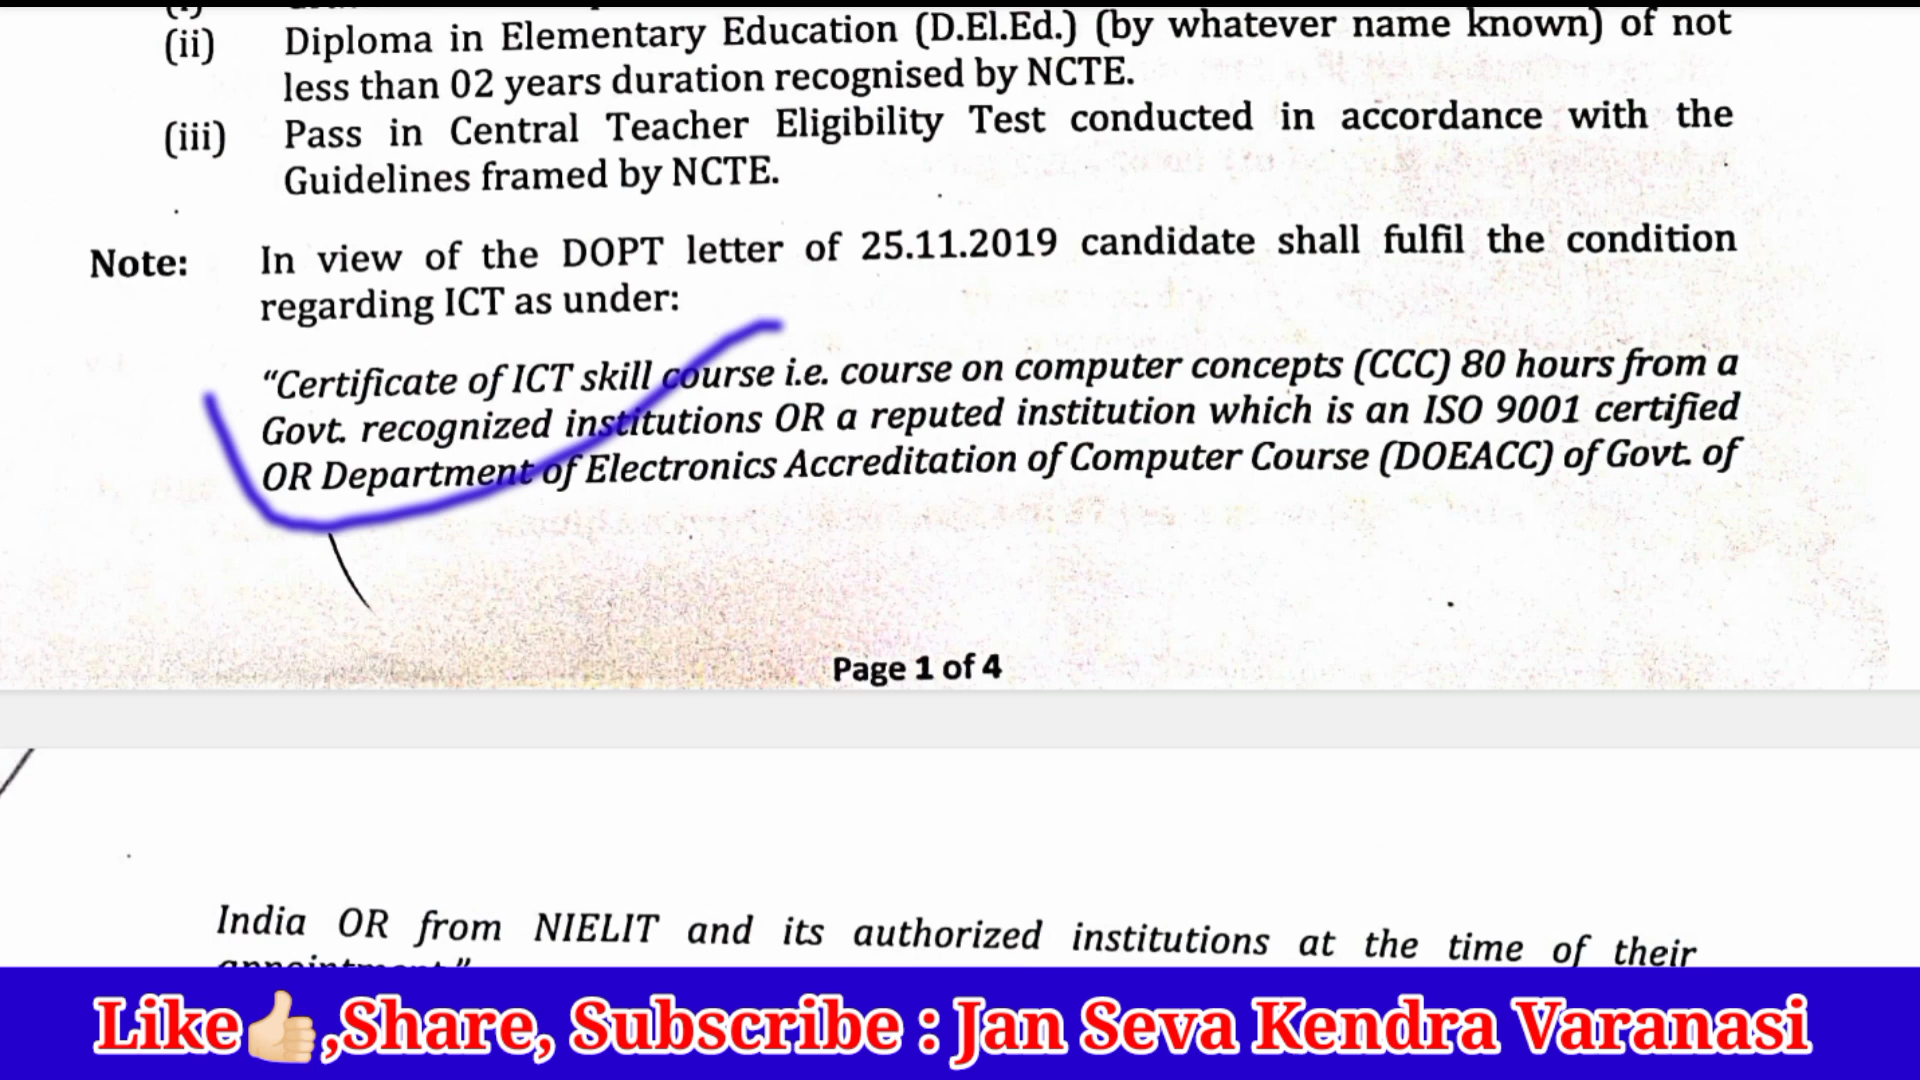 (ii) Diploma in Elementary Education (D.El.Ed.) (by whatever name known) of not
less than 02 years duration recognised by NCTE.
(iii) Pass in Central Teacher Eligibility Test conducted in accordance with the
Guidelines framed by NCTE.
Note: In view of the DOPT letter of 25.11.2019 candidate shall fulfil the condition
regarding ICT as under:
“Certificate of ICT skill course i.e. course on computer concepts (CCC) 80 hours from a
Govt. recognized institutions OR a reputed institution which is an ISO 9001 certified
OR Department of Electronics Accreditation of Computer Course (DOEACC) of Govt. of
Page 1 of 4
India OR from NIELIT and its authorized institutions at the time of their
appointment.”
Like👍🏻,Share, Subscribe : Jan Seva Kendra Varanasi